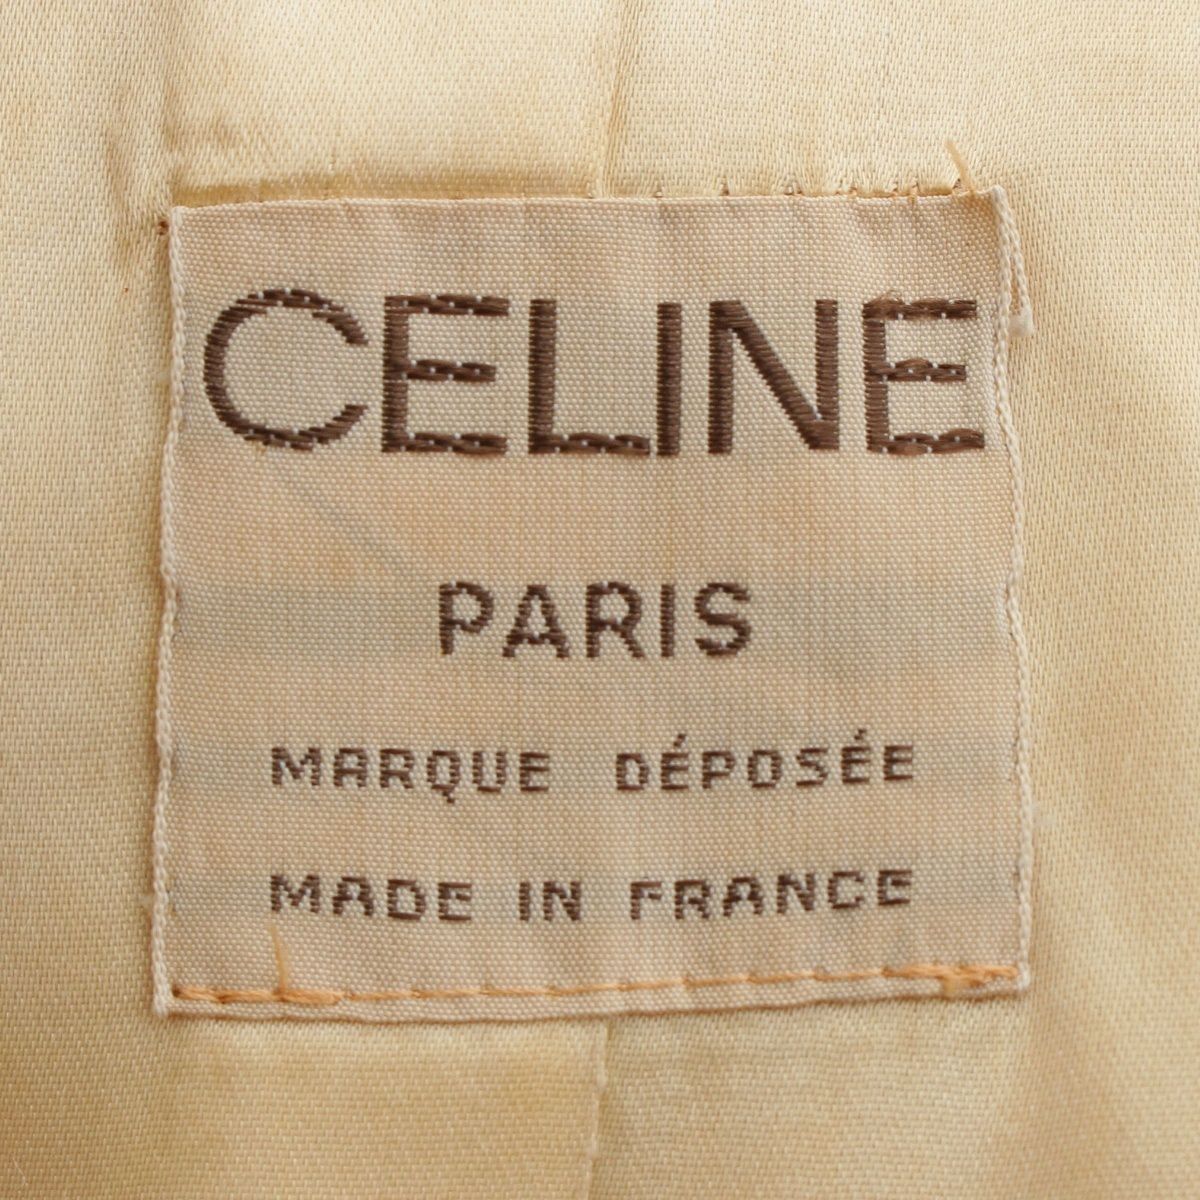 CELINE
PARIS
MARQUE DÉPOSÉE
MADE IN FRANCE